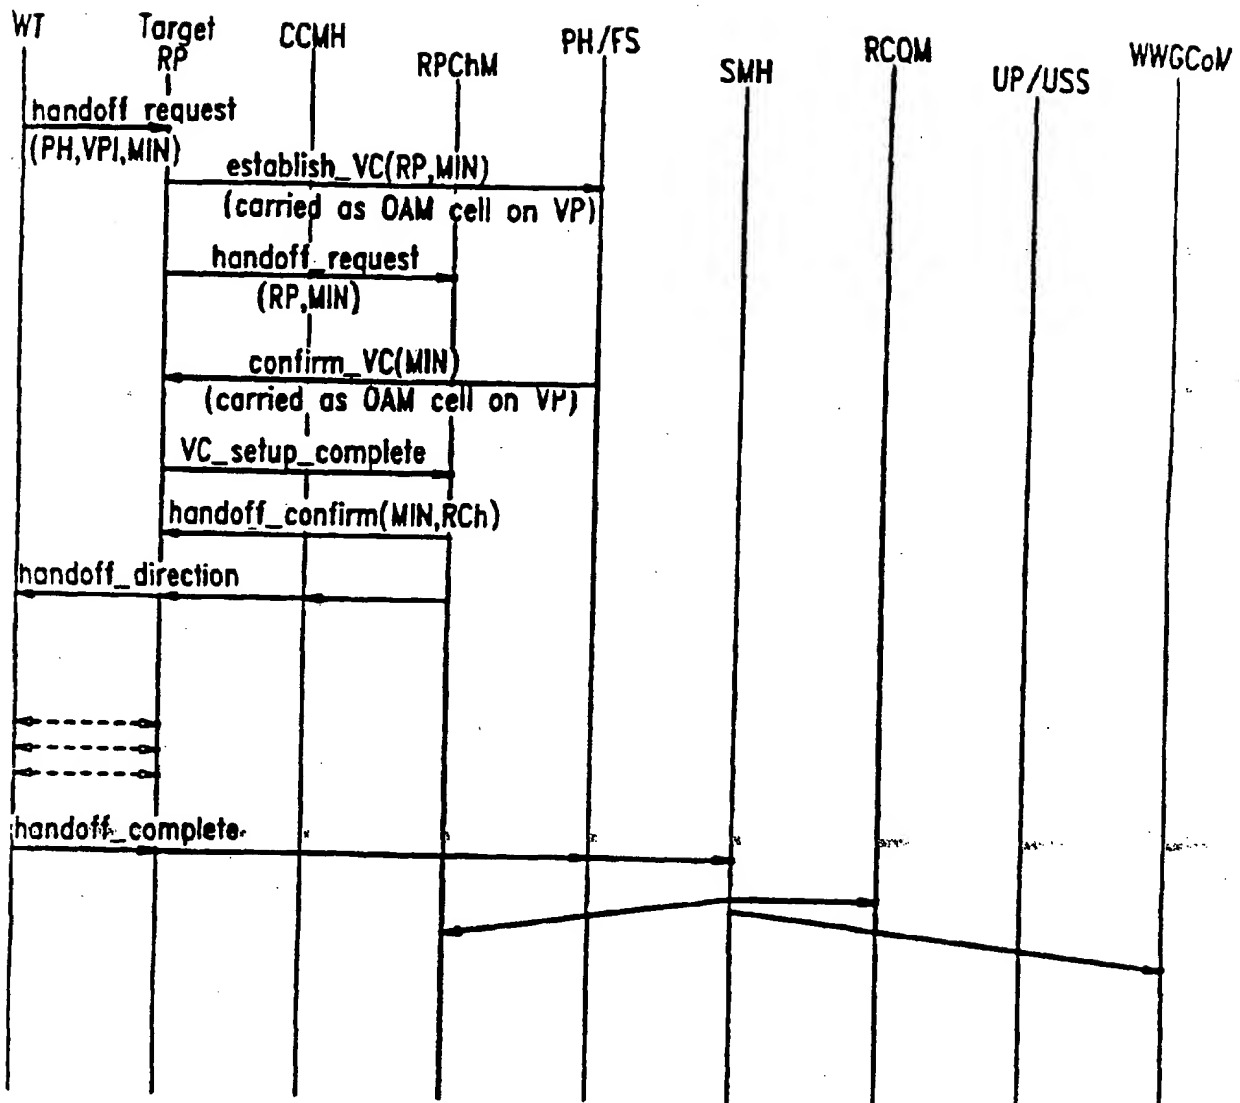 WT
Target
RP
CCMH
RPChM
PH/FS
SMH
RCQM
UP/USS
WWGCoM
handoff_request
(PH,VPI,MIN)
establish_VC(RP,MIN)
(carried as OAM cell on VP)
handoff_request
(RP,MIN)
confirm_VC(MIN)
(carried as OAM cell on VP)
VC_setup_complete
handoff_confirm(MIN,RCh)
handoff_direction
handoff_complete